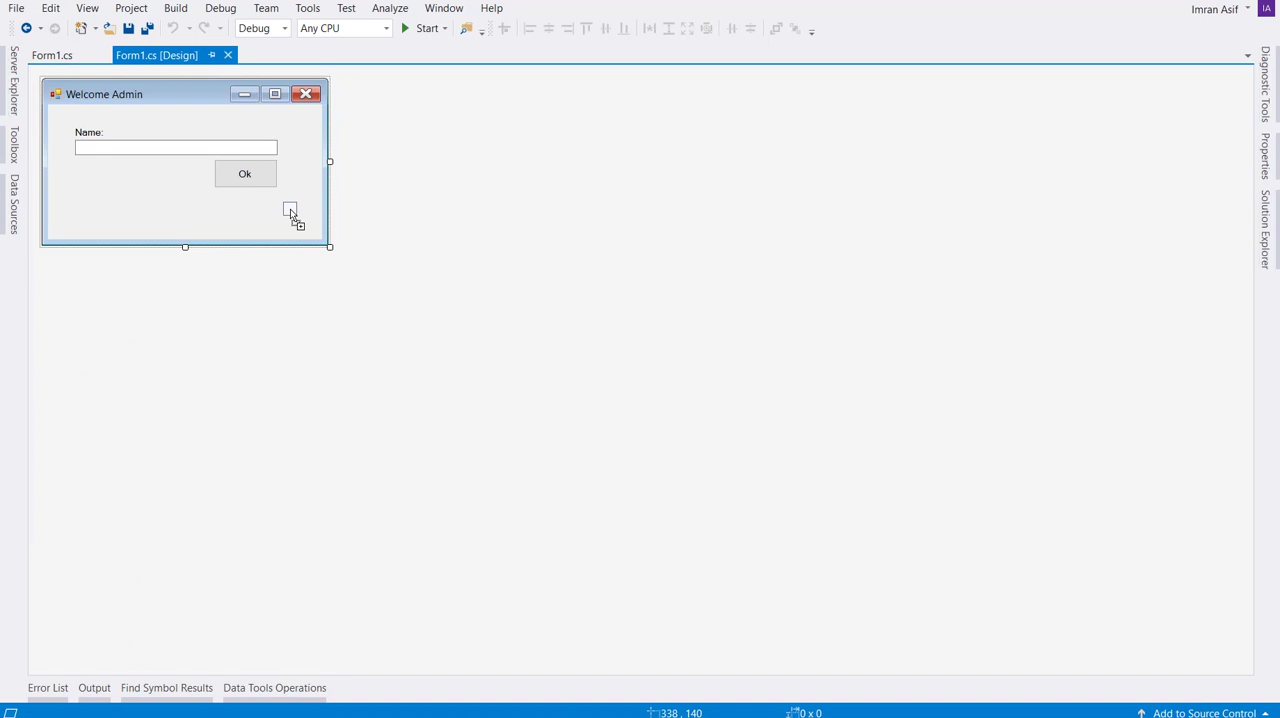 File Edit View Project Build Debug Team Tools Test Analyze Window Help
Imran Asif IA
Debug Any CPU Start
Form1.cs Form1.cs [Design]
Server Explorer
Toolbox
Data Sources
Welcome Admin
Name:
Ok
Diagnostic Tools
Properties
Solution Explorer
Error List Output Find Symbol Results Data Tools Operations
338 , 140 0 x 0 Add to Source Control